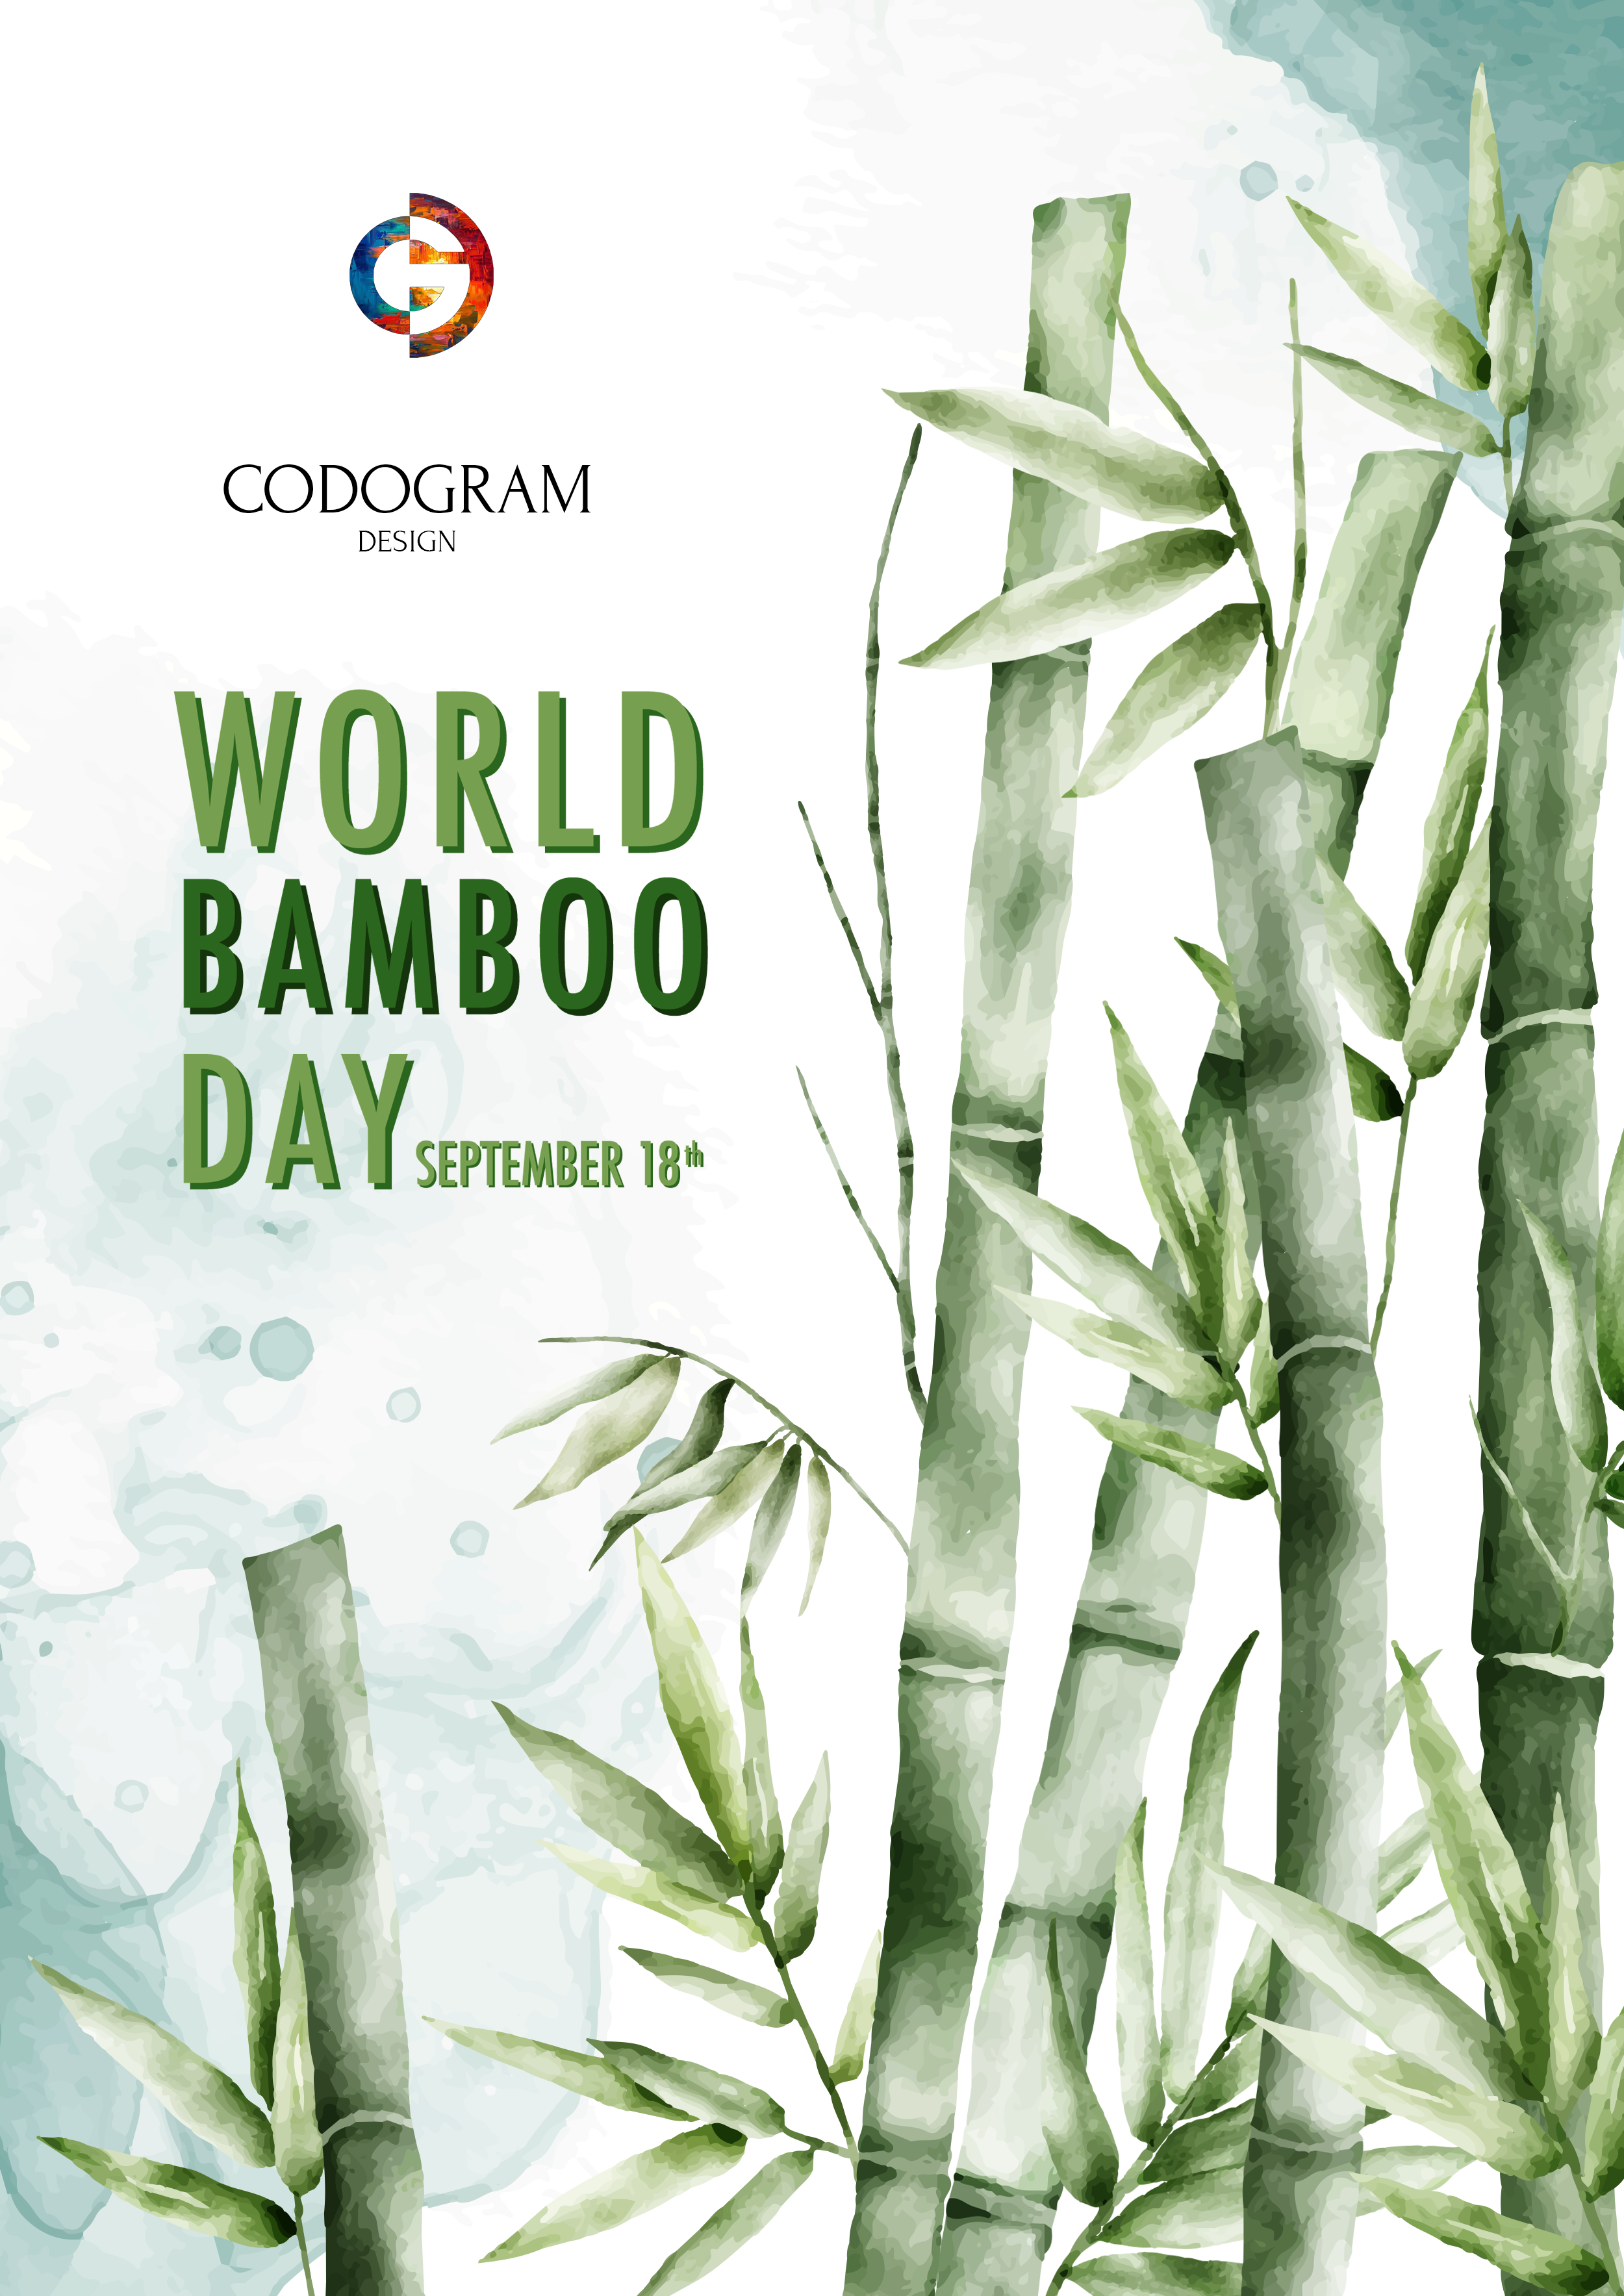 CODOGRAM
DESIGN
WORLD
BAMBOO
DAY SEPTEMBER 18th